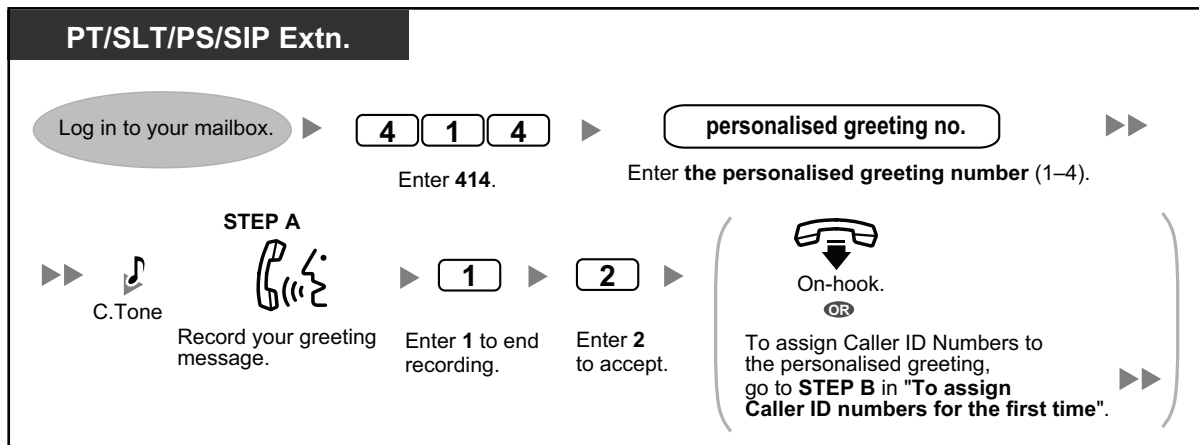 PT/SLT/PS/SIP Extn.
Log in to your mailbox.
4 1 4
personalised greeting no.
Enter 414.
Enter the personalised greeting number (1–4).
STEP A
C.Tone
Record your greeting
message.
1
Enter 1 to end
recording.
2
Enter 2
to accept.
On-hook.
OR
To assign Caller ID Numbers to
the personalised greeting,
go to STEP B in "To assign
Caller ID numbers for the first time".